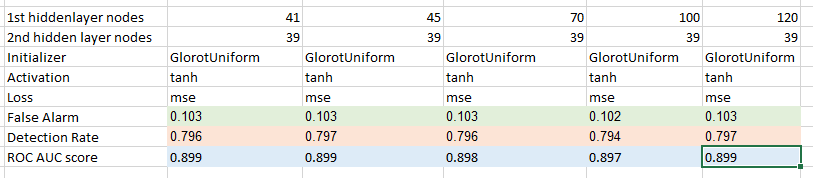 1st hiddenlayer nodes 41 45 70 100 120
2nd hidden layer nodes 39 39 39 39 39
Initializer GlorotUniform GlorotUniform GlorotUniform GlorotUniform GlorotUniform
Activation tanh tanh tanh tanh tanh
Loss mse mse mse mse mse
False Alarm 0.103 0.103 0.103 0.102 0.103
Detection Rate 0.796 0.797 0.796 0.794 0.797
ROC AUC score 0.899 0.899 0.898 0.897 0.899